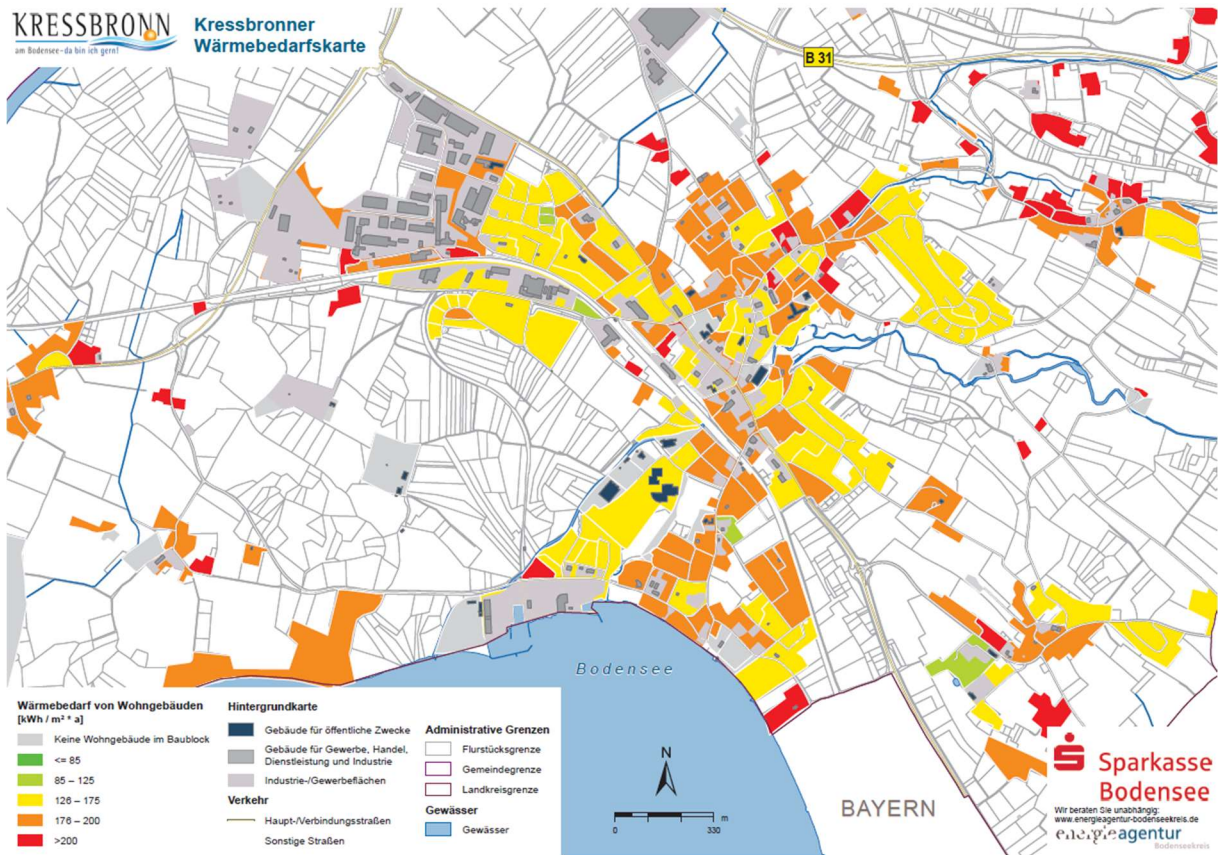 KRESSBRONN
am Bodensee - da bin ich gern!
Kressbronner
Wärmebedarfskarte
B 31
Bodensee
BAYERN
N
0 330 m
Wärmebedarf von Wohngebäuden
[kWh / m² * a]
Keine Wohngebäude im Baublock
<= 85
85 – 125
126 – 175
176 – 200
>200
Hintergrundkarte
Gebäude für öffentliche Zwecke
Gebäude für Gewerbe, Handel,
Dienstleistung und Industrie
Industrie-/Gewerbeflächen
Verkehr
Haupt-/Verbindungsstraßen
Sonstige Straßen
Administrative Grenzen
Flurstücksgrenze
Gemeindegrenze
Landkreisgrenze
Gewässer
Gewässer
Sparkasse
Bodensee
Wir beraten Sie unabhängig:
www.energieagentur-bodenseekreis.de
energieagentur
Bodenseekreis